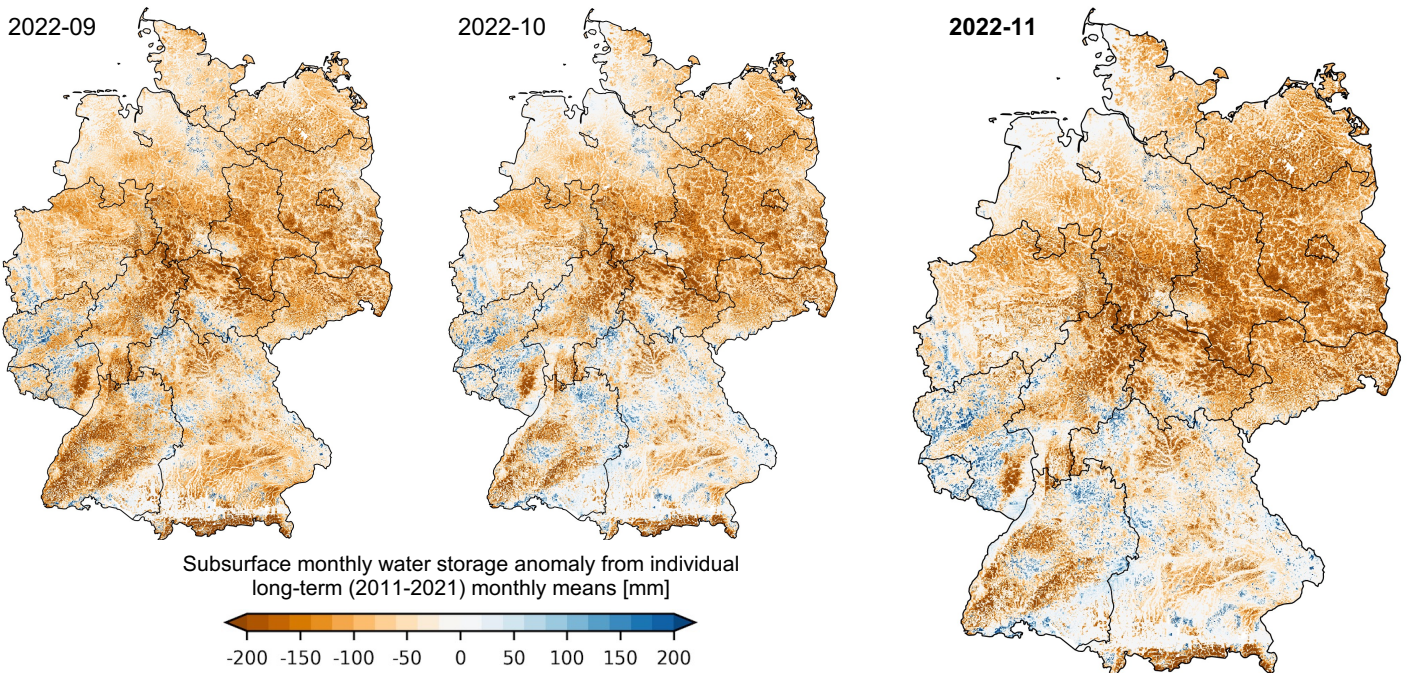 2022-09
2022-10
2022-11
Subsurface monthly water storage anomaly from individual
long-term (2011-2021) monthly means [mm]
-200 -150 -100 -50 0 50 100 150 200